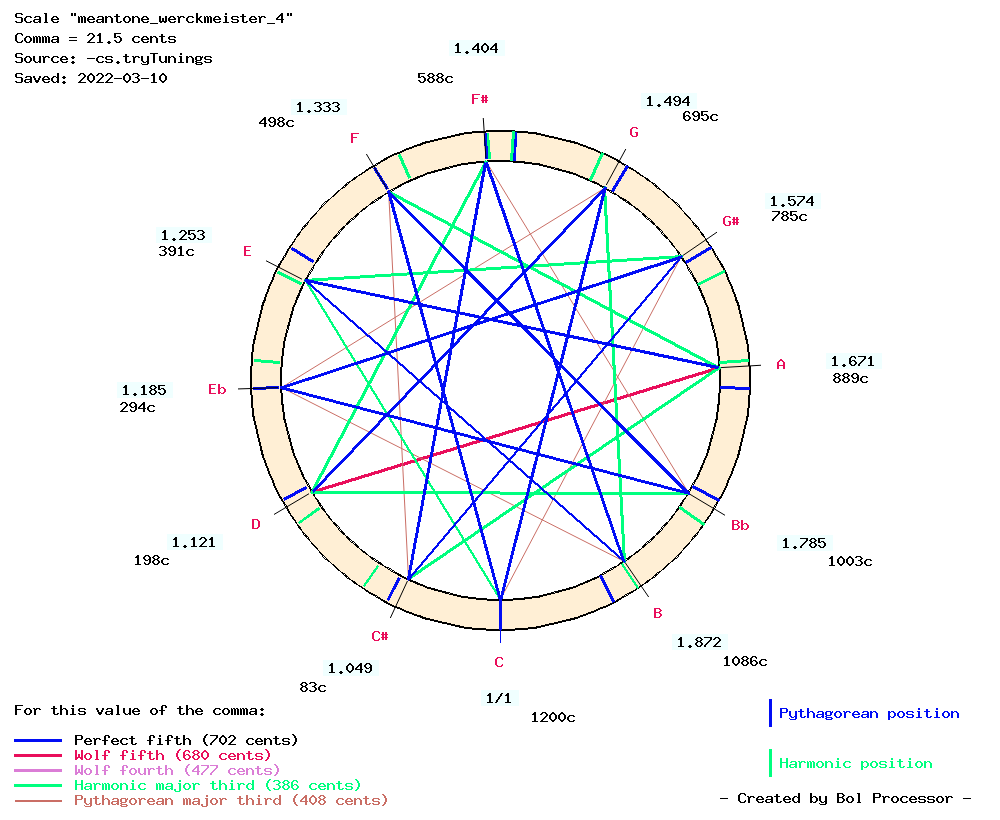 Scale "meantone_werckmeister_4"
Comma = 21.5 cents
Source: -cs.tryTunings
Saved: 2022-03-10
1.404
588c
F#
1.494
695c
G
1.333
498c
F
1.574
785c
G#
1.253
391c
E
1.671
889c
A
1.185
294c
Eb
1.121
198c
D
1.785
1003c
Bb
1.872
1086c
B
C#
1.049
83c
C
1/1
1200c
For this value of the comma:
Perfect fifth (702 cents)
Wolf fifth (680 cents)
Wolf fourth (477 cents)
Harmonic major third (386 cents)
Pythagorean major third (408 cents)
Pythagorean position
Harmonic position
- Created by Bol Processor -